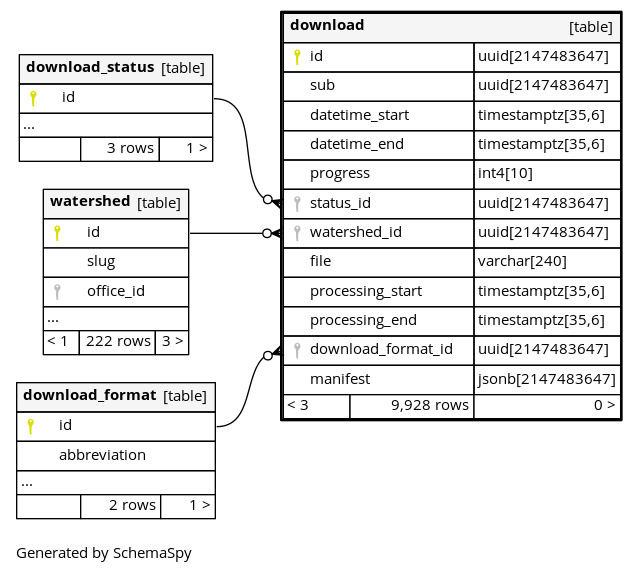 download_status [table]
id
...
3 rows 1 >
watershed [table]
id
slug
office_id
...
< 1 222 rows 3 >
download_format [table]
id
abbreviation
...
2 rows 1 >
download [table]
id uuid[2147483647]
sub uuid[2147483647]
datetime_start timestamptz[35,6]
datetime_end timestamptz[35,6]
progress int4[10]
status_id uuid[2147483647]
watershed_id uuid[2147483647]
file varchar[240]
processing_start timestamptz[35,6]
processing_end timestamptz[35,6]
download_format_id uuid[2147483647]
manifest jsonb[2147483647]
< 3 9,928 rows 0 >
Generated by SchemaSpy